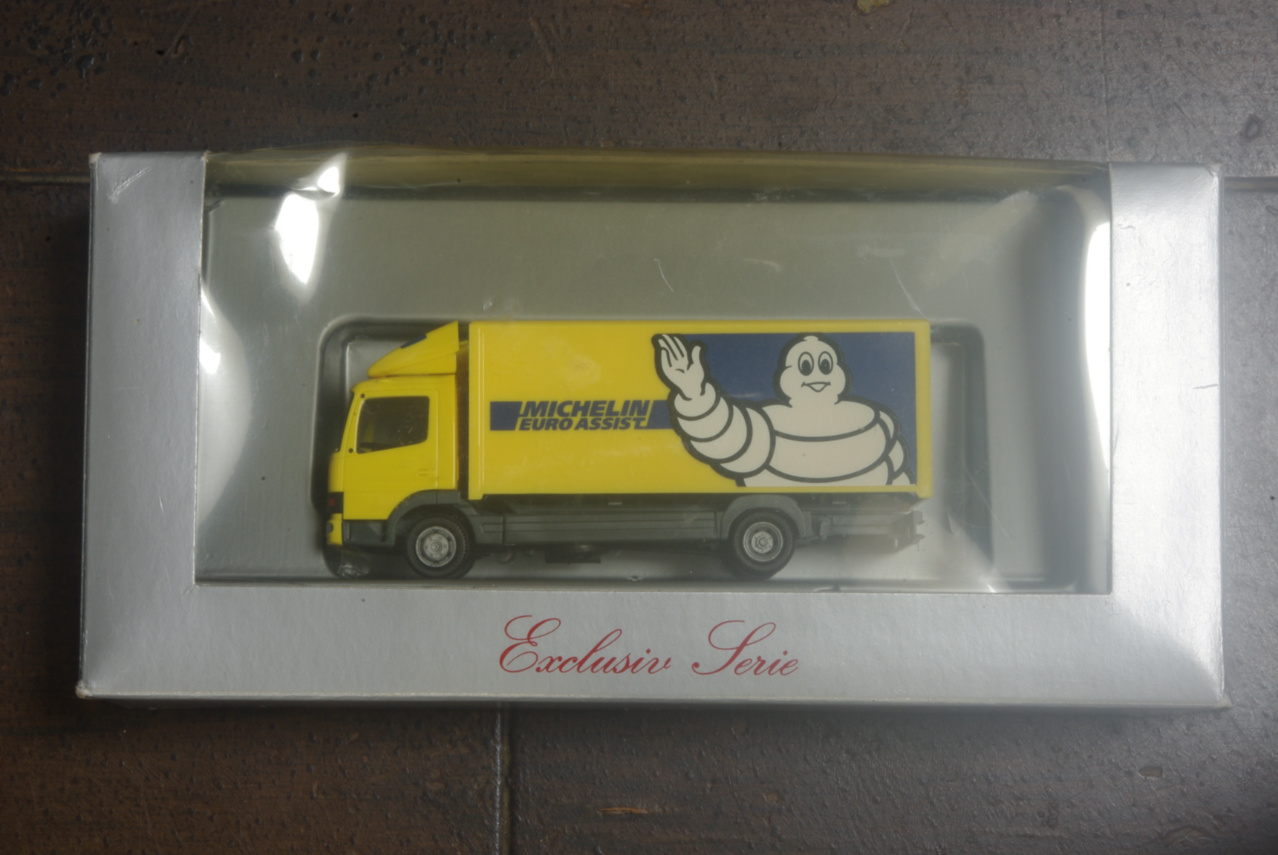 MICHELIN
EURO ASSIST
Exclusiv Serie